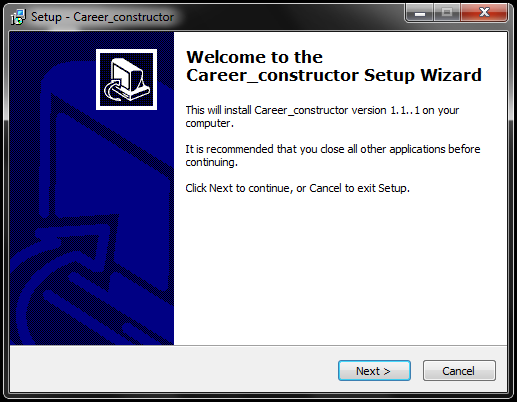 Setup - Career_constructor
Welcome to the
Career_constructor Setup Wizard
This will install Career_constructor version 1.1..1 on your
computer.
It is recommended that you close all other applications before
continuing.
Click Next to continue, or Cancel to exit Setup.
Next >
Cancel